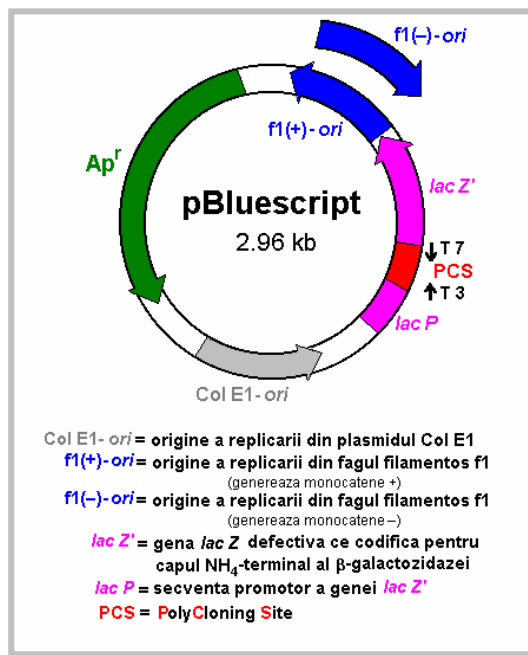 f1(–)-ori
f1(+)-ori
Apr
lac Z'
pBluescript
2.96 kb
T 7
PCS
T 3
lac P
Col E1-ori
Col E1-ori = origine a replicarii din plasmidul Col E1
f1(+)-ori = origine a replicarii din fagul filamentos f1
(genereaza monocatene +)
f1(–)-ori = origine a replicarii din fagul filamentos f1
(genereaza monocatene –)
lac Z' = gena lac Z defectiva ce codifica pentru
capul NH4-terminal al β-galactozidazei
lac P = secventa promotor a genei lac Z'
PCS = PolyCloning Site